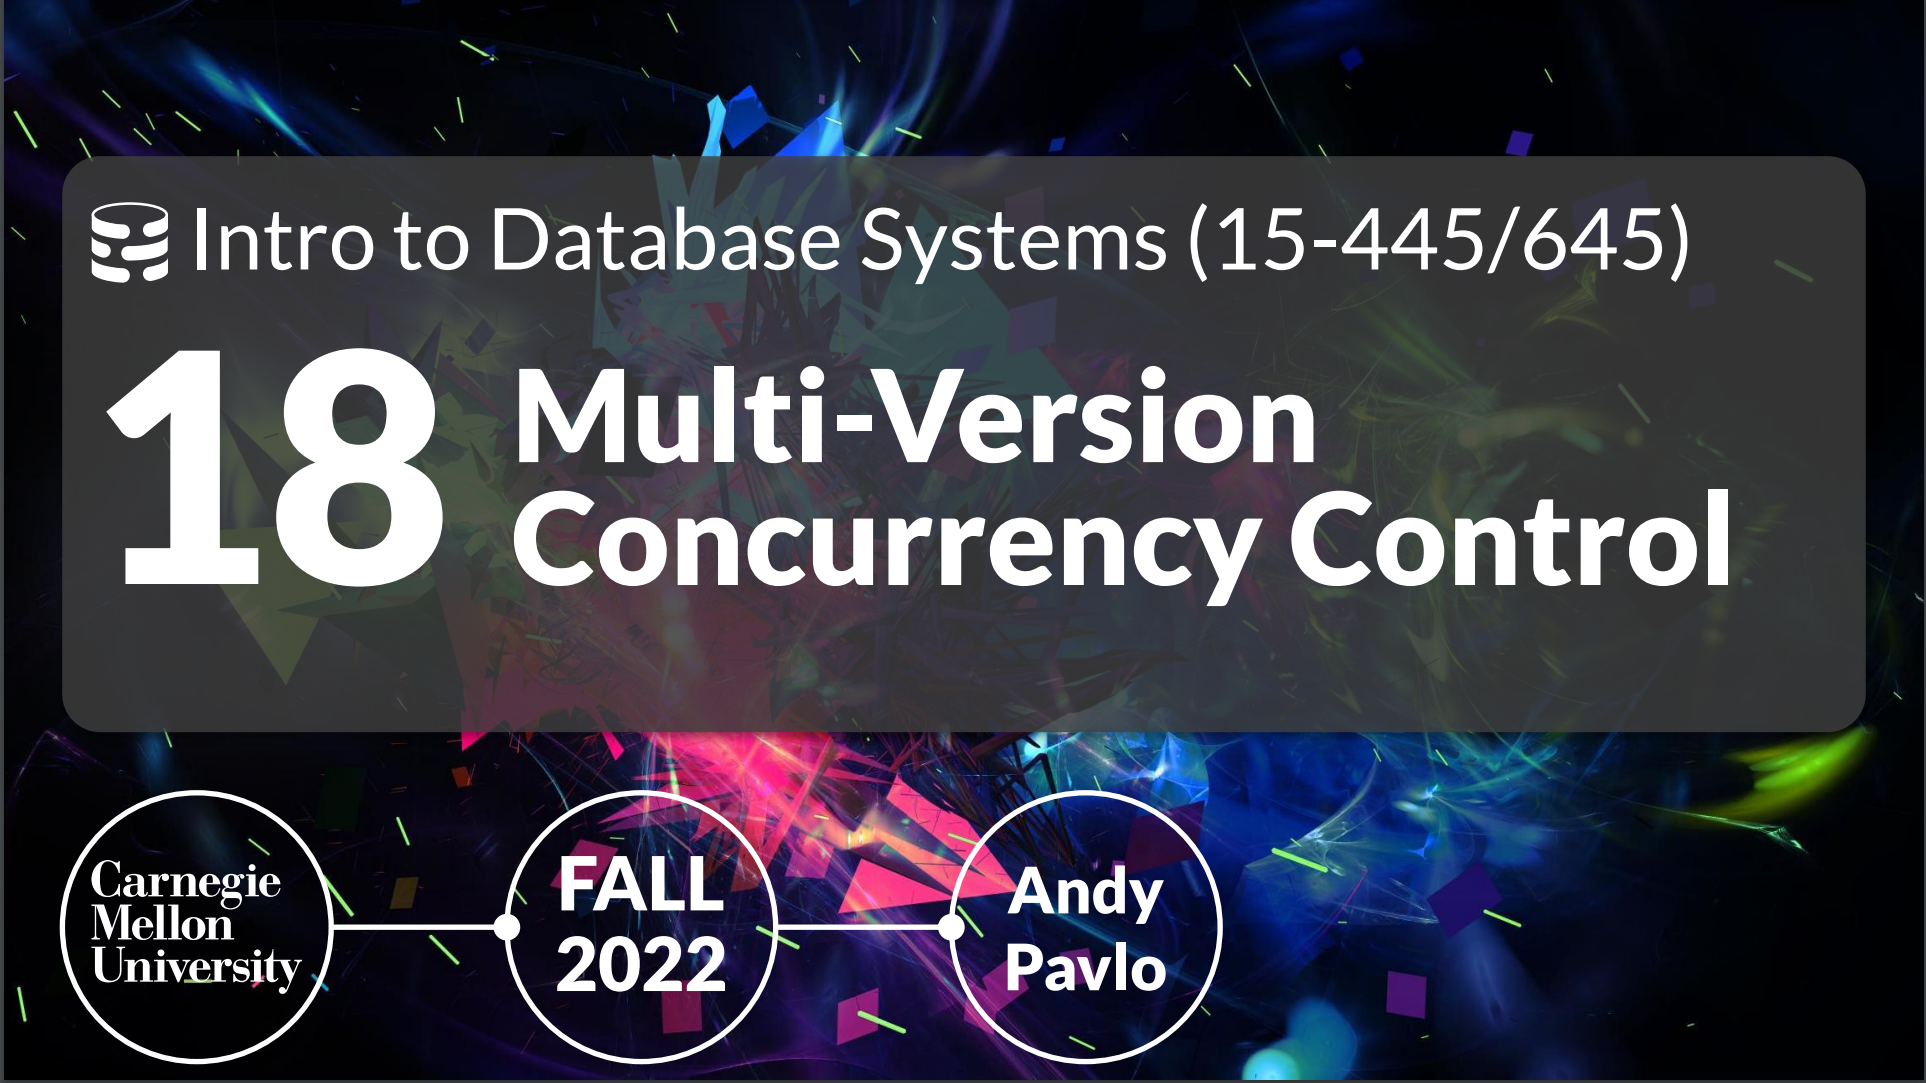 Intro to Database Systems (15-445/645)
18
Multi-Version
Concurrency Control
Carnegie
Mellon
University
FALL
2022
Andy
Pavlo